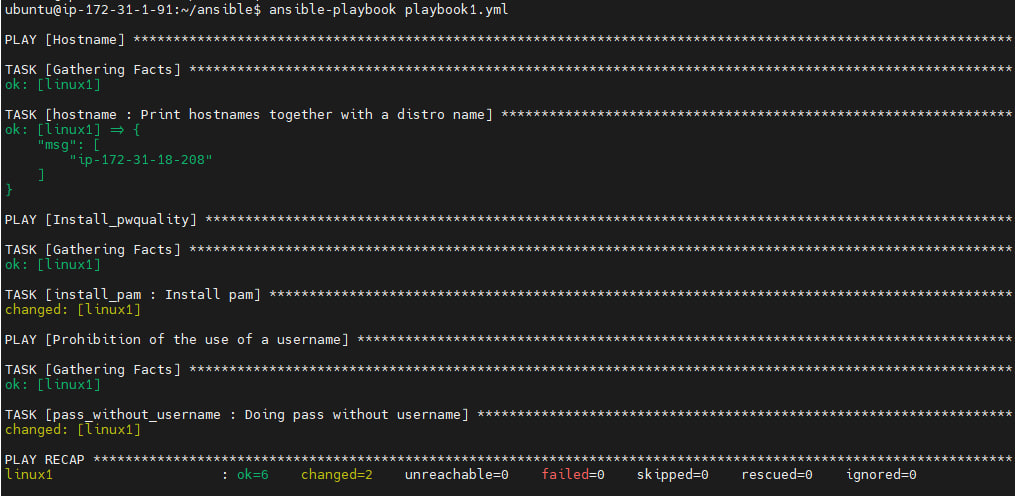 ubuntu@ip-172-31-1-91:~/ansible$ ansible-playbook playbook1.yml
PLAY [Hostname] **************************************************************************************************************
TASK [Gathering Facts] *******************************************************************************************************
ok: [linux1]
TASK [hostname : Print hostnames together with a distro name] ****************************************************************
ok: [linux1] => {
    "msg": [
        "ip-172-31-18-208"
    ]
}
PLAY [Install_pwquality] *****************************************************************************************************
TASK [Gathering Facts] *******************************************************************************************************
ok: [linux1]
TASK [install_pam : Install pam] *********************************************************************************************
changed: [linux1]
PLAY [Prohibition of the use of a username] **********************************************************************************
TASK [Gathering Facts] *******************************************************************************************************
ok: [linux1]
TASK [pass_without_username : Doing pass without username] *******************************************************************
changed: [linux1]
PLAY RECAP *******************************************************************************************************************
linux1                     : ok=6    changed=2    unreachable=0    failed=0    skipped=0    rescued=0    ignored=0